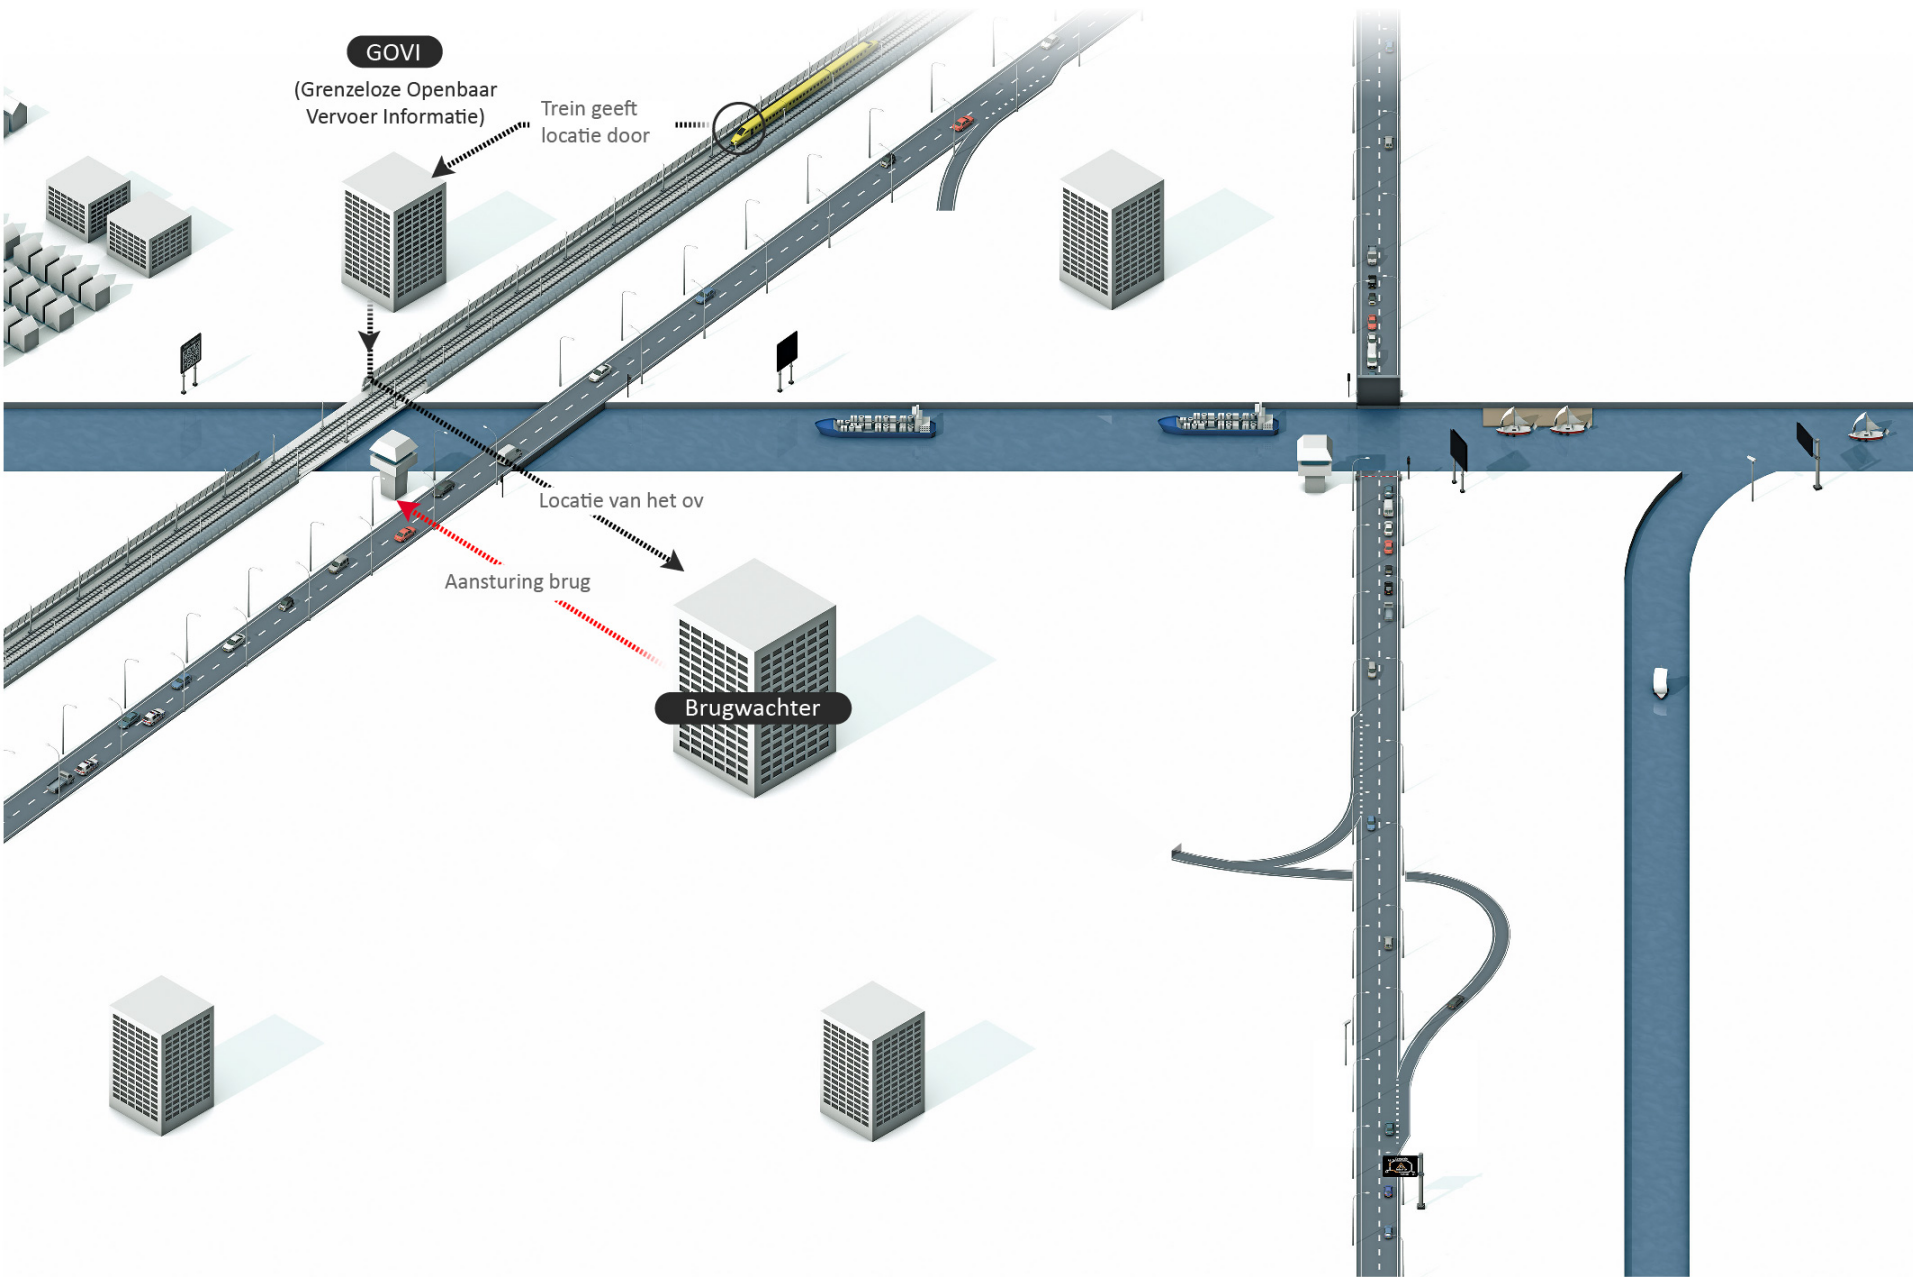 GOVI
(Grenzeloze Openbaar
Vervoer Informatie)
Trein geeft
locatie door
Locatie van het ov
Aansturing brug
Brugwachter